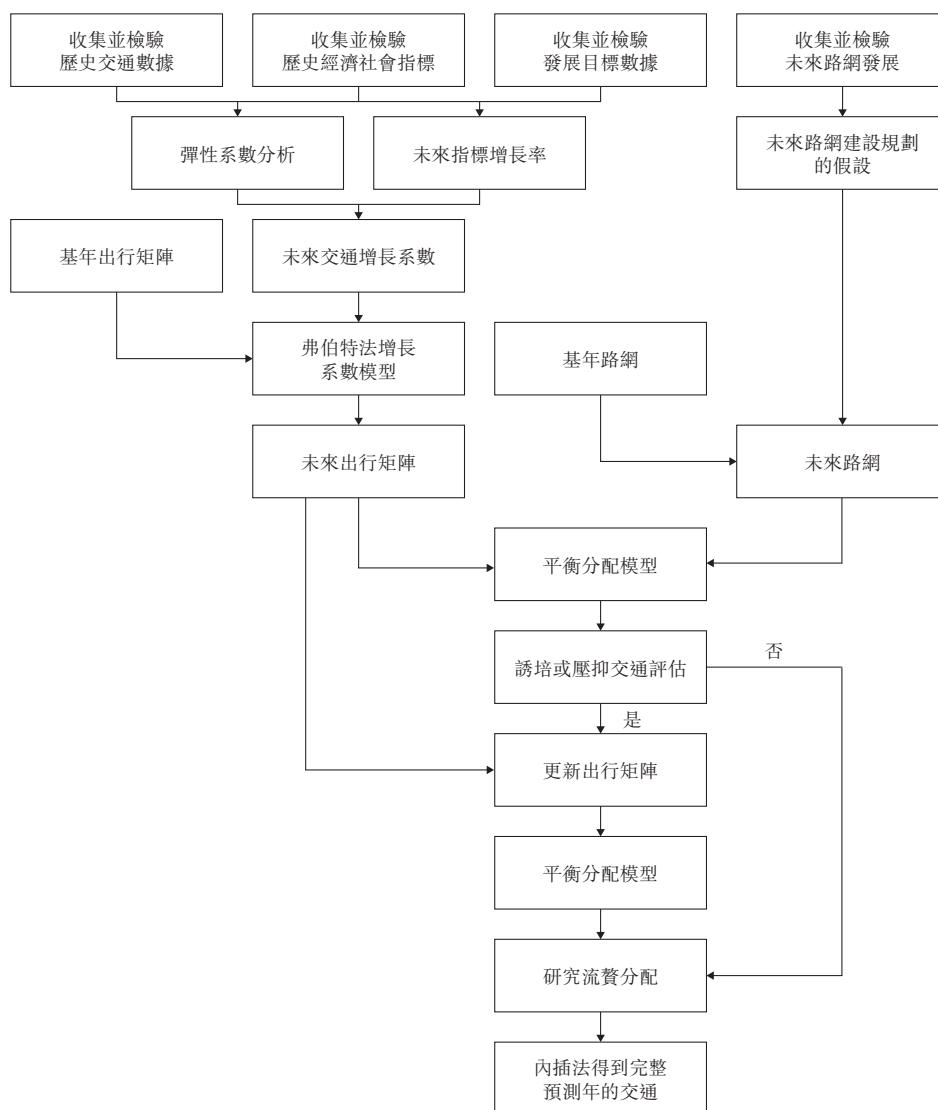 收集並檢驗
歷史交通數據
收集並檢驗
歷史經濟社會指標
收集並檢驗
發展目標數據
收集並檢驗
未來路網發展
彈性系數分析
未來指標增長率
未來路網建設規劃
的假設
基年出行矩陣
未來交通增長系數
弗伯特法增長
系數模型
基年路網
未來出行矩陣
未來路網
平衡分配模型
誘培或壓抑交通評估
否
是
更新出行矩陣
平衡分配模型
研究流贅分配
內插法得到完整
預測年的交通